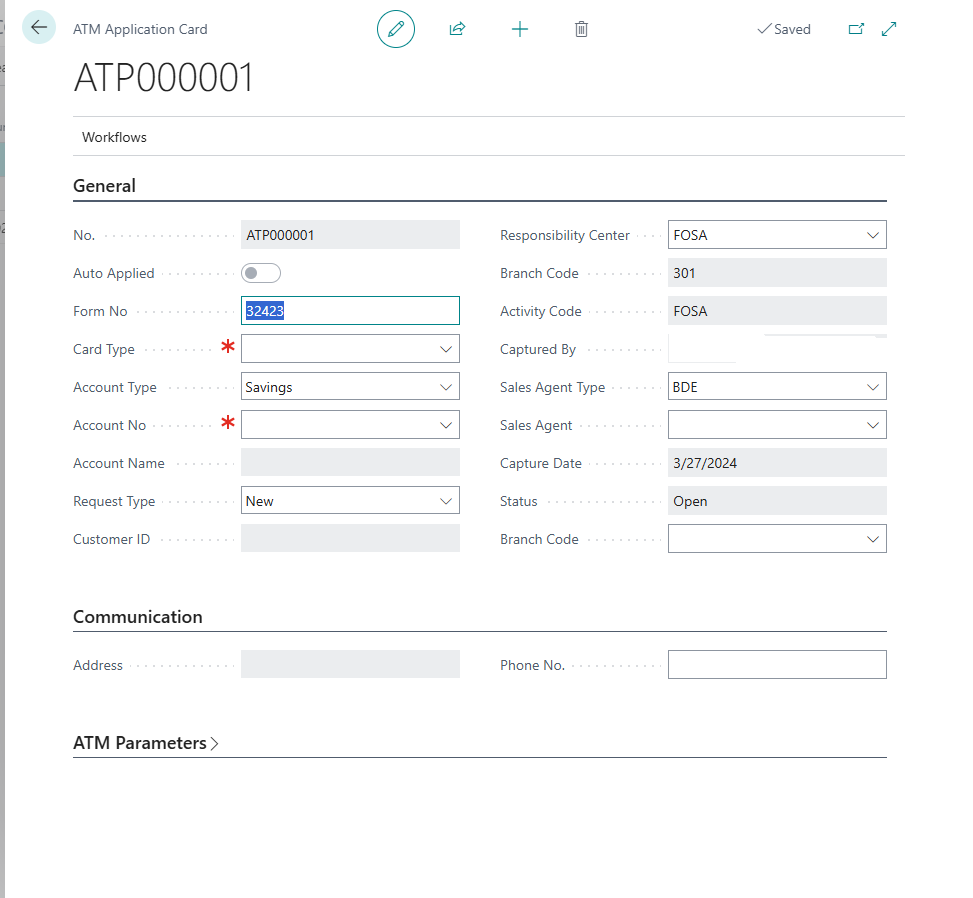 ATM Application Card
Saved
ATP000001
Workflows
General
No. ATP000001
Auto Applied
Form No 32423
Card Type *
Account Type Savings
Account No *
Account Name
Request Type New
Customer ID
Responsibility Center FOSA
Branch Code 301
Activity Code FOSA
Captured By
Sales Agent Type BDE
Sales Agent
Capture Date 3/27/2024
Status Open
Branch Code
Communication
Address
Phone No.
ATM Parameters